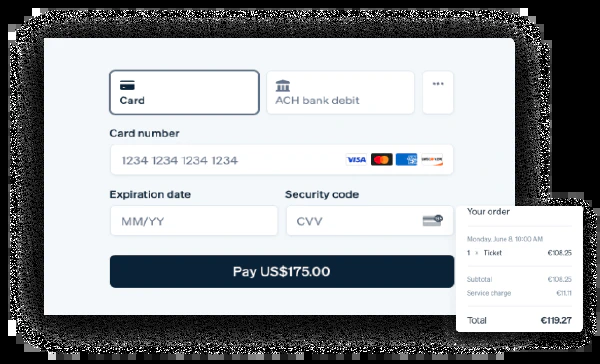 Card
ACH bank debit
Card number
1234 1234 1234 1234
VISA
Expiration date
Security code
MM/YY
CVV
Pay US$175.00
Your order
Monday, June 8, 10:00 AM
1 × Ticket €108.25
Subtotal €108.25
Service charge €11.11
Total €119.27